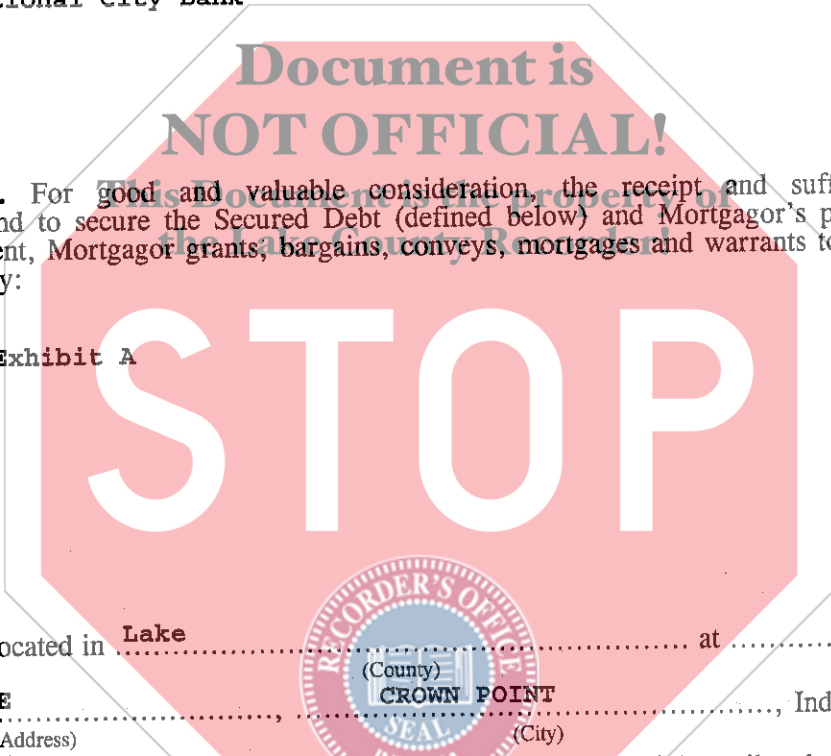 National City Bank
Document is
NOT OFFICIAL!
. For good and valuable consideration, the receipt and suff
This Document is the property of
nd to secure the Secured Debt (defined below) and Mortgagor's p
the Lake County Recorder!
ent, Mortgagor grants, bargains, conveys, mortgages and warrants to
y:
Exhibit A
STOP
RECORDER'S OFFICE
ocated in Lake at
(County)
E CROWN POINT , Ind
SEAL
Address) (City)